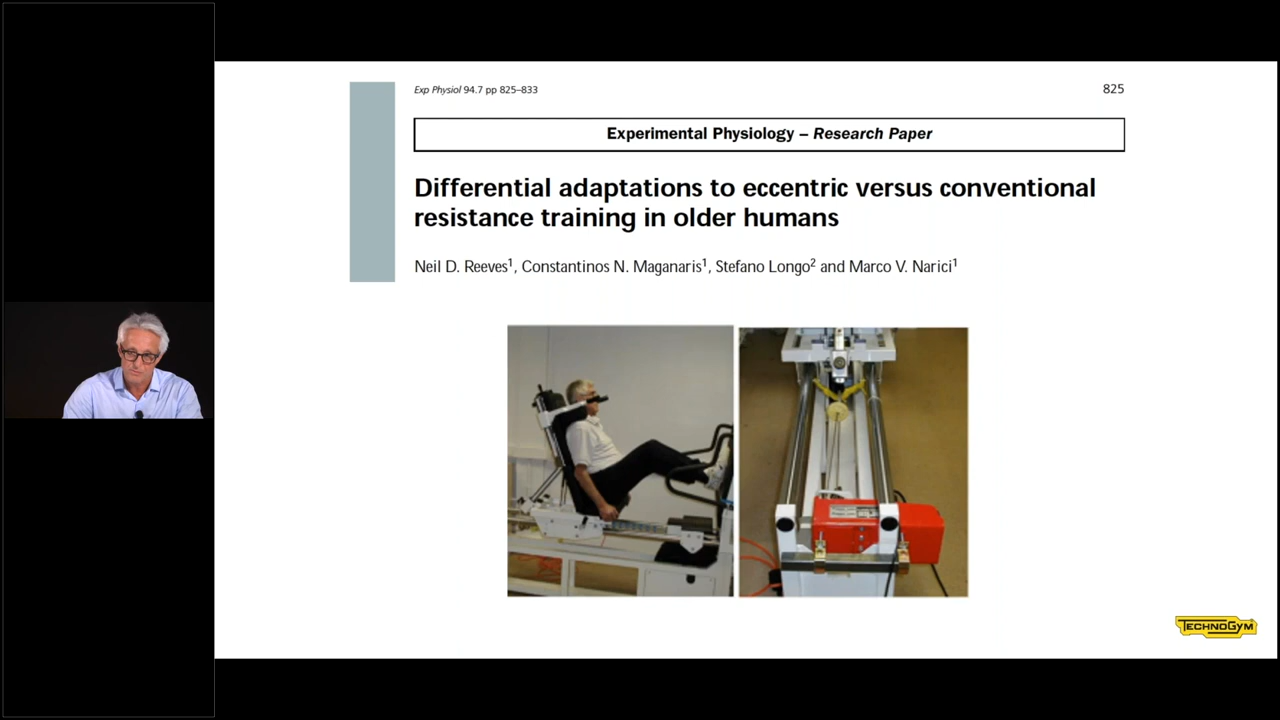 Exp Physiol 94.7 pp 825–833
825
Experimental Physiology – Research Paper
Differential adaptations to eccentric versus conventional
resistance training in older humans
Neil D. Reeves1, Constantinos N. Maganaris1, Stefano Longo2 and Marco V. Narici1
TECHNOGYM